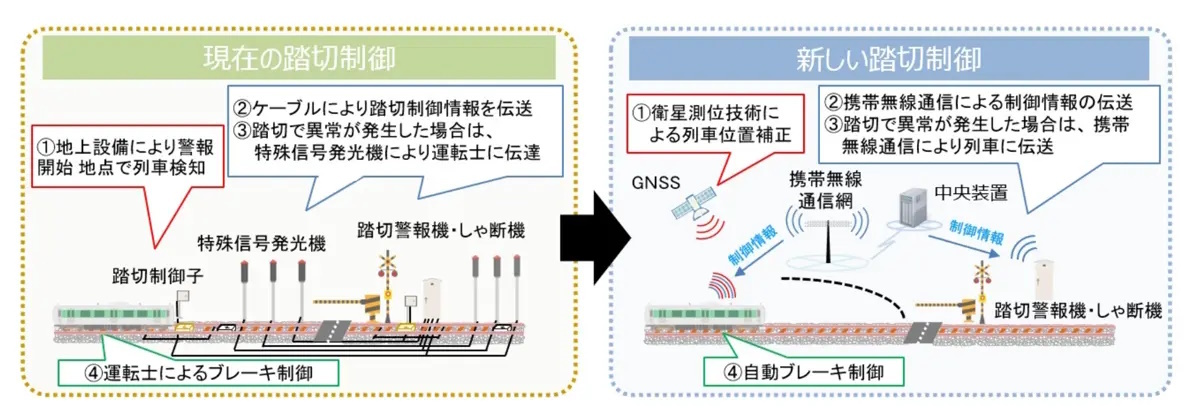 現在の踏切制御
②ケーブルにより踏切制御情報を伝送
③踏切で異常が発生した場合は、
特殊信号発光機により運転士に伝達
①地上設備により警報
開始 地点で列車検知
踏切警報機・しゃ断機
特殊信号発光機
踏切制御子
④運転士によるブレーキ制御
新しい踏切制御
①衛星測位技術に
よる列車位置補正
②携帯無線通信による制御情報の伝送
③踏切で異常が発生した場合は、携帯
無線通信により列車に伝送
GNSS
携帯無線
通信網
中央装置
制御情報
制御情報
踏切警報機・しゃ断機
④自動ブレーキ制御